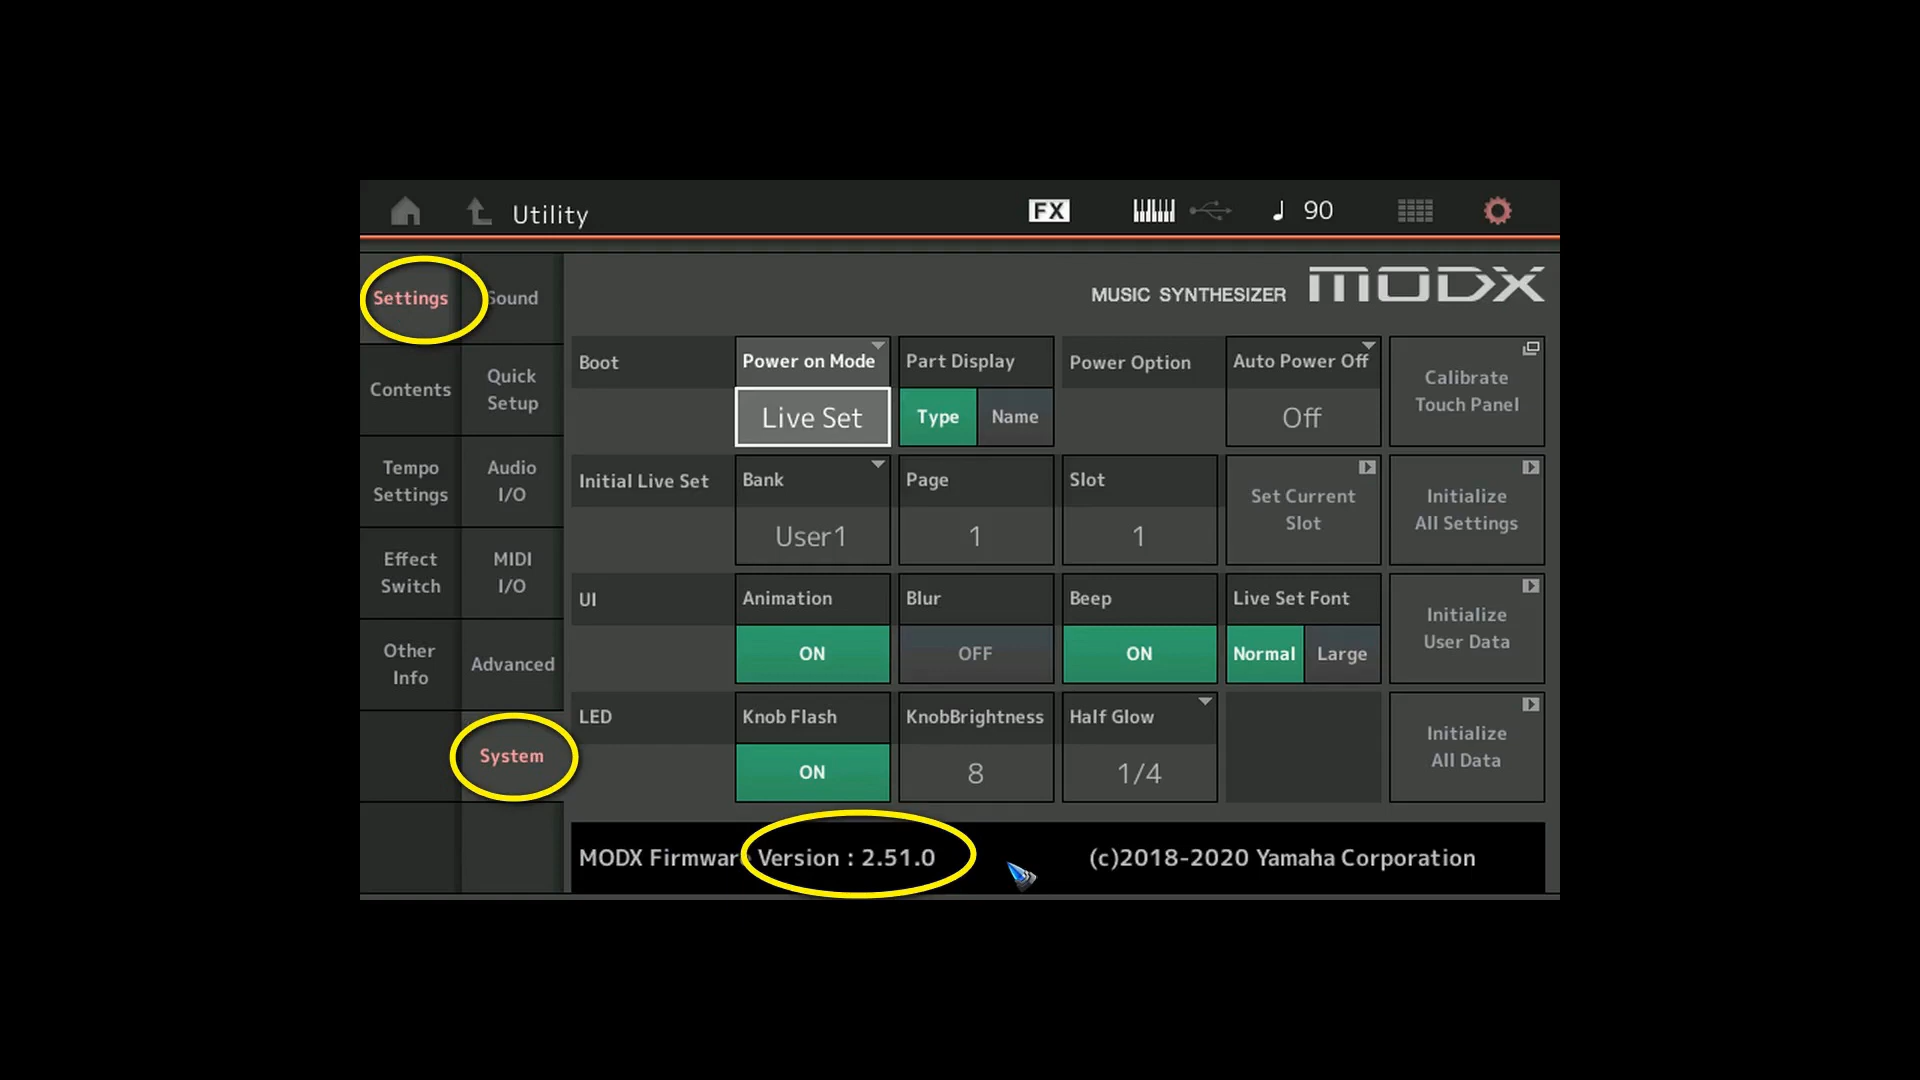 Utility
FX
90
Settings
Sound
MUSIC SYNTHESIZER MODX
Contents
Quick
Setup
Tempo
Settings
Audio
I/O
Effect
Switch
MIDI
I/O
Other
Info
Advanced
System
Boot
Power on Mode
Live Set
Part Display
Type
Name
Power Option
Auto Power Off
Off
Calibrate
Touch Panel
Initial Live Set
Bank
User1
Page
1
Slot
1
Set Current
Slot
Initialize
All Settings
UI
Animation
ON
Blur
OFF
Beep
ON
Live Set Font
Normal
Large
Initialize
User Data
LED
Knob Flash
ON
KnobBrightness
8
Half Glow
1/4
Initialize
All Data
MODX Firmware Version : 2.51.0
(c)2018-2020 Yamaha Corporation